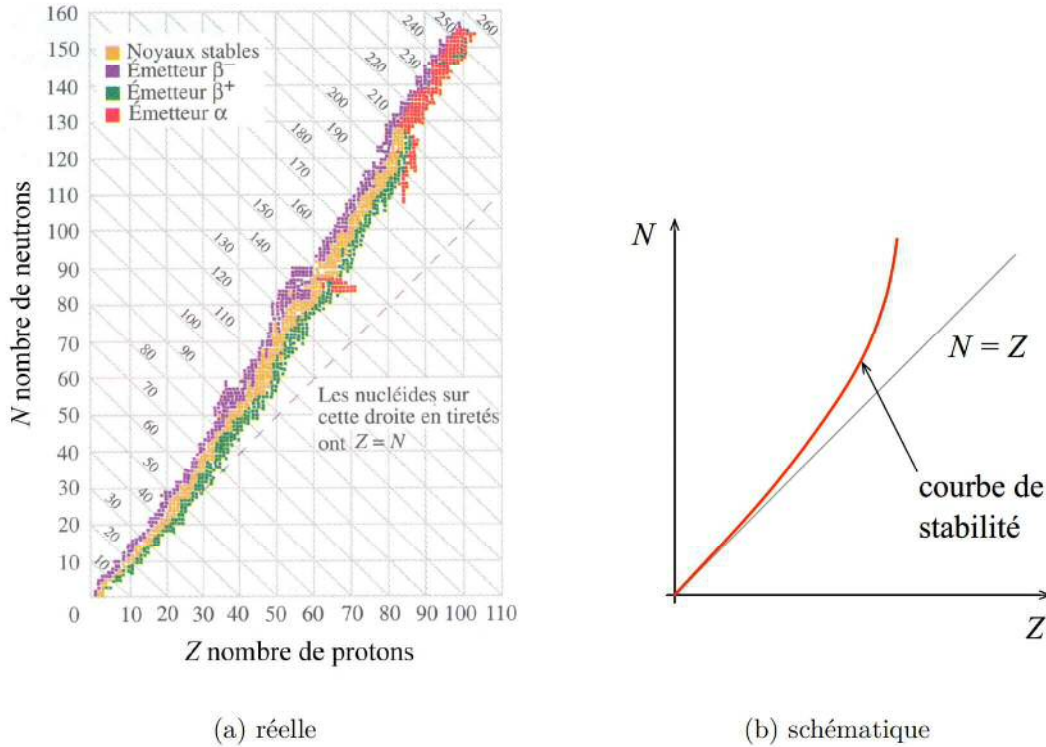 160
150
140
130
120
110
100
90
80
70
60
50
40
30
20
10
0
N nombre de neutrons
Noyaux stables
Émetteur β⁻
Émetteur β⁺
Émetteur α
240 250 260
230
220
210
200
190
180
170
160
150
140
130
120
110
100
90
80
70
60
50
40
30
20
10
Les nucléides sur
cette droite en tiretés
ont Z = N
10 20 30 40 50 60 70 80 90 100 110
Z nombre de protons
(a) réelle
N
N = Z
courbe de
stabilité
Z
(b) schématique